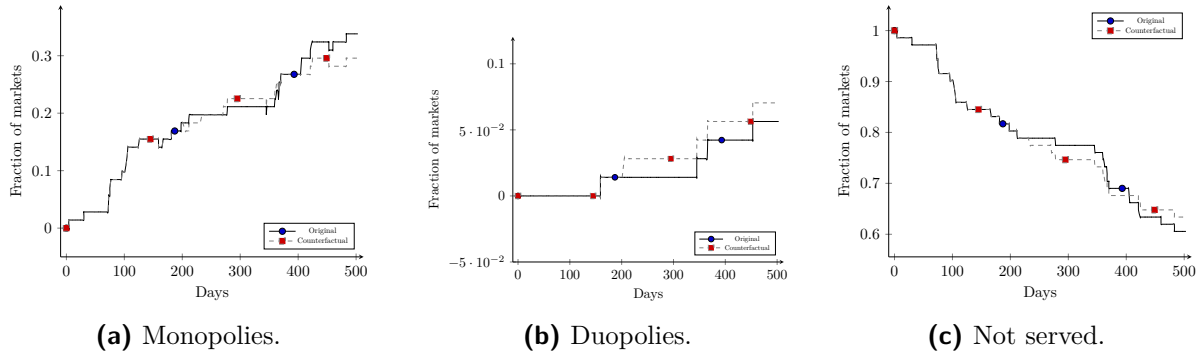 0.3
0.2
0.1
0
Fraction of markets
0 100 200 300 400 500
Days
Original
Counterfactual
(a) Monopolies.
0.1
5 · 10⁻²
0
−5 · 10⁻²
Fraction of markets
0 100 200 300 400 500
Days
Original
Counterfactual
(b) Duopolies.
1
0.9
0.8
0.7
0.6
Fraction of markets
0 100 200 300 400 500
Days
Original
Counterfactual
(c) Not served.